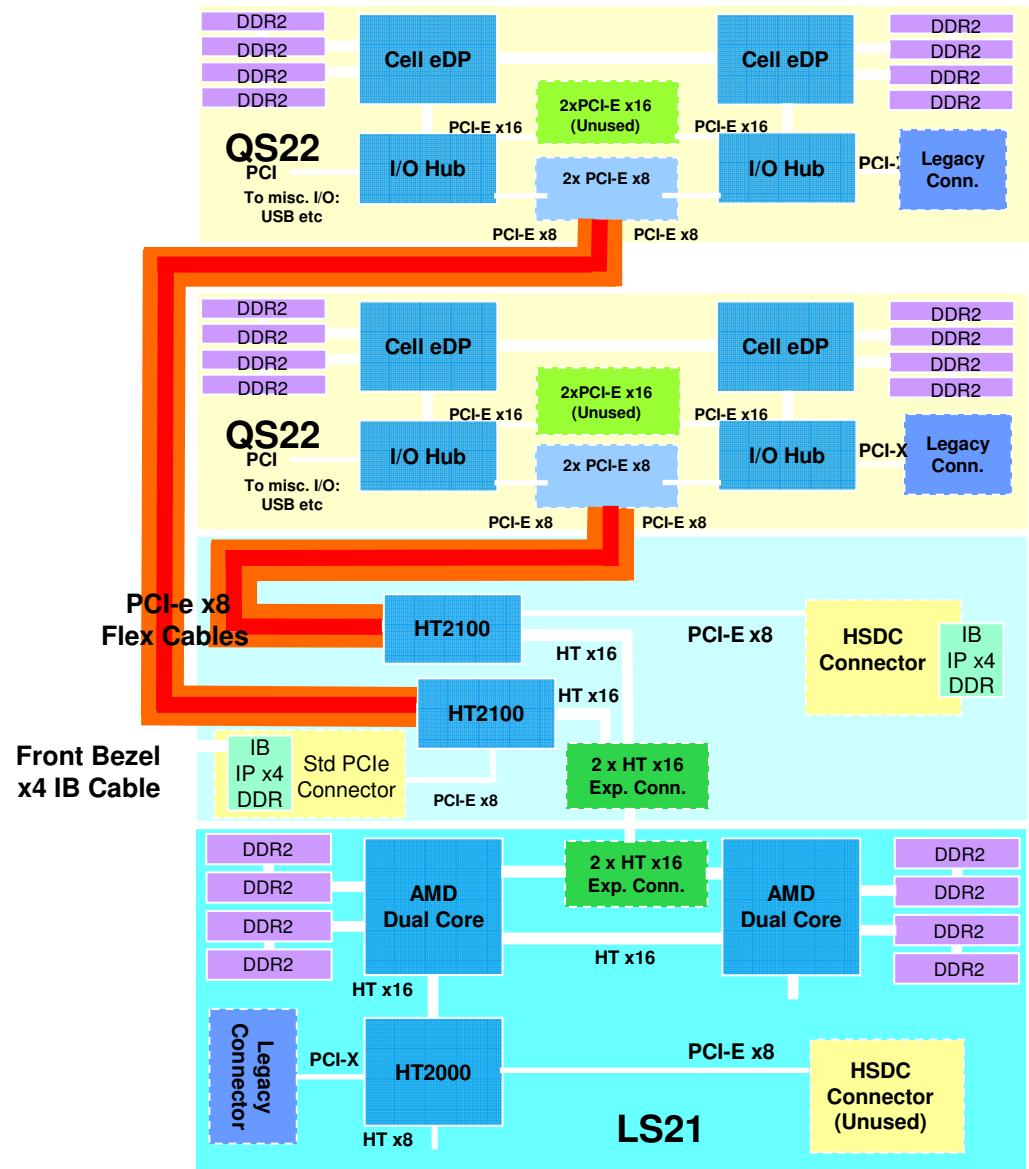 DDR2
DDR2
DDR2
DDR2
Cell eDP
Cell eDP
DDR2
DDR2
DDR2
DDR2
2xPCI-E x16
(Unused)
PCI-E x16
PCI-E x16
QS22
PCI
To misc. I/O:
USB etc
I/O Hub
2x PCI-E x8
I/O Hub
PCI-X
Legacy
Conn.
PCI-E x8
PCI-E x8
DDR2
DDR2
DDR2
DDR2
Cell eDP
Cell eDP
DDR2
DDR2
DDR2
DDR2
2xPCI-E x16
(Unused)
PCI-E x16
PCI-E x16
QS22
PCI
To misc. I/O:
USB etc
I/O Hub
2x PCI-E x8
I/O Hub
PCI-X
Legacy
Conn.
PCI-E x8
PCI-E x8
PCI-e x8
Flex Cables
HT2100
PCI-E x8
HSDC
Connector
IB
IP x4
DDR
HT x16
HT2100
HT x16
Front Bezel
x4 IB Cable
IB
IP x4
DDR
Std PCIe
Connector
PCI-E x8
2 x HT x16
Exp. Conn.
DDR2
DDR2
DDR2
DDR2
AMD
Dual Core
2 x HT x16
Exp. Conn.
AMD
Dual Core
DDR2
DDR2
DDR2
DDR2
HT x16
HT x16
Legacy
Connector
PCI-X
HT2000
PCI-E x8
HSDC
Connector
(Unused)
HT x8
LS21